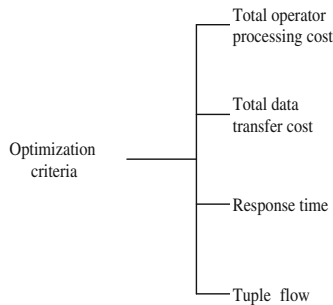 Total operator
processing cost
Total data
transfer cost
Optimization
criteria
Response time
Tuple flow